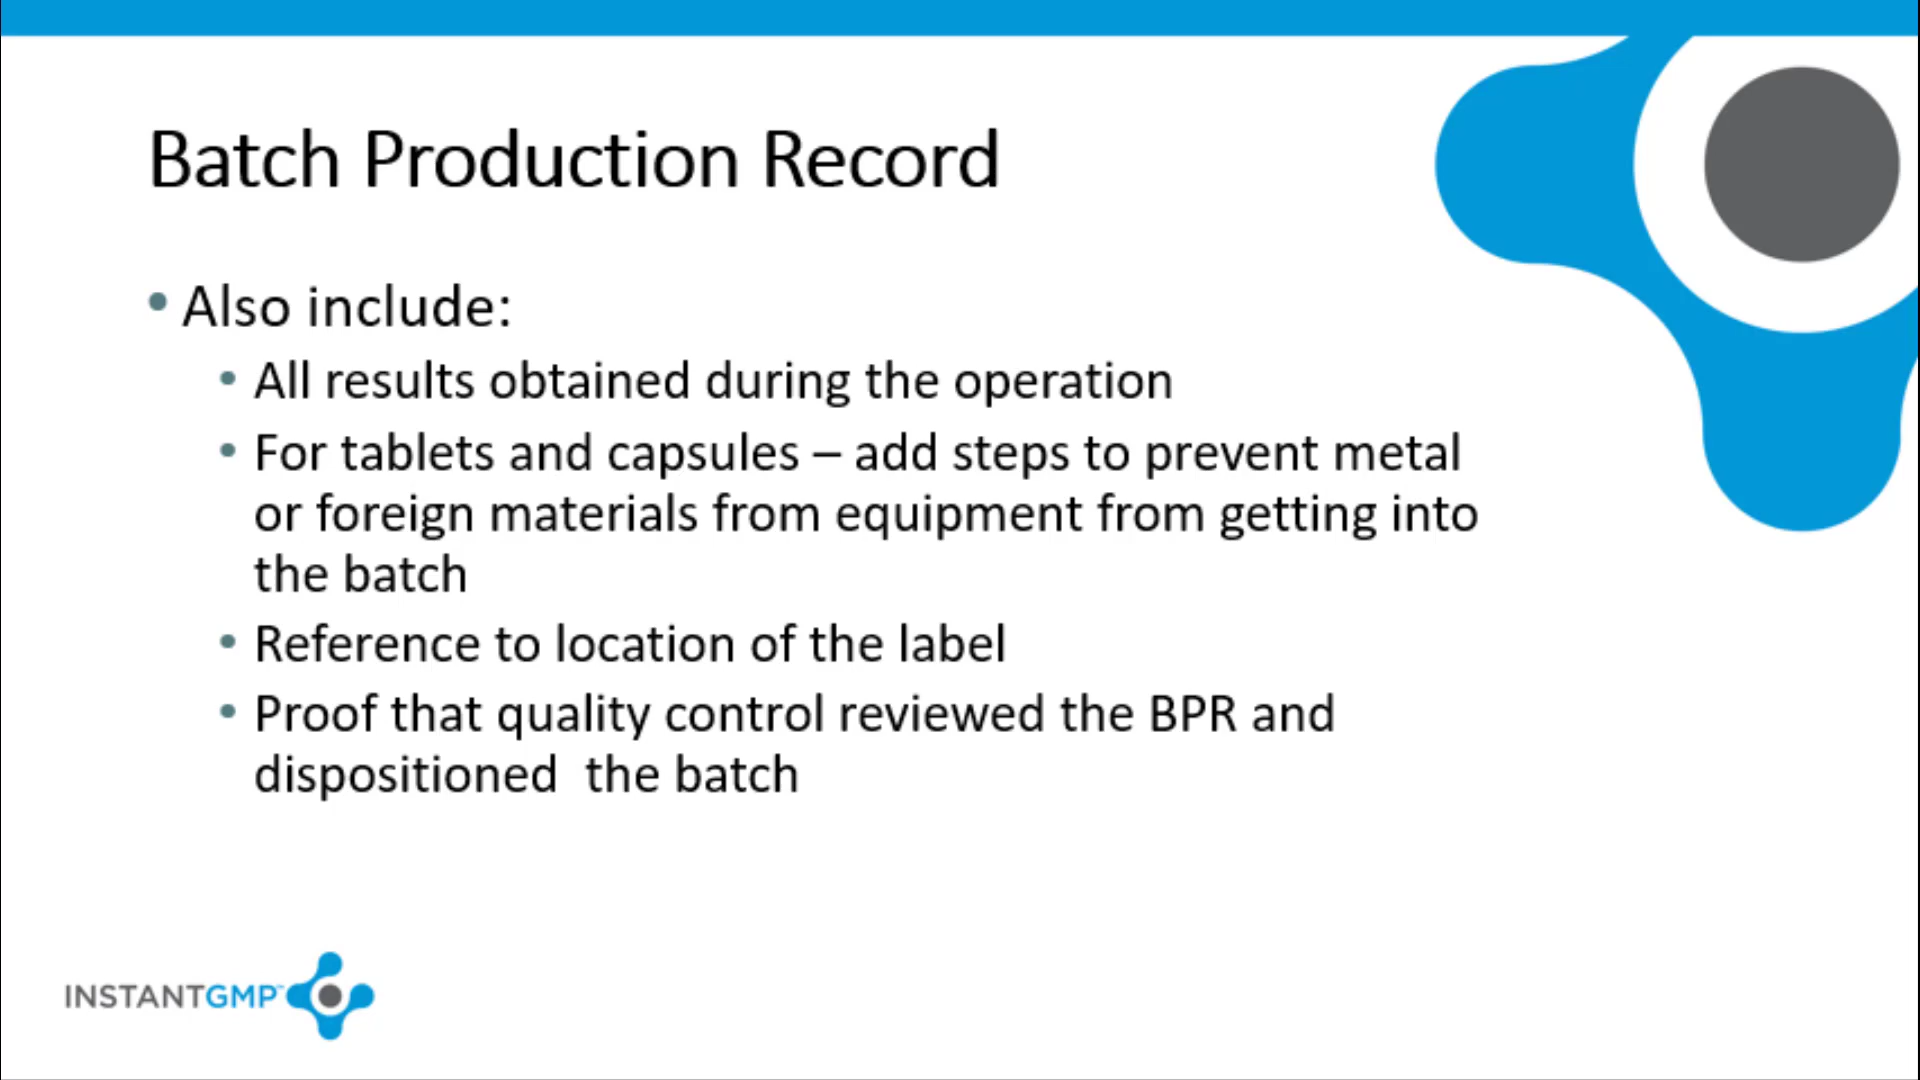 Batch Production Record
• Also include:
• All results obtained during the operation
• For tablets and capsules – add steps to prevent metal
or foreign materials from equipment from getting into
the batch
• Reference to location of the label
• Proof that quality control reviewed the BPR and
dispositioned  the batch
INSTANTGMP™